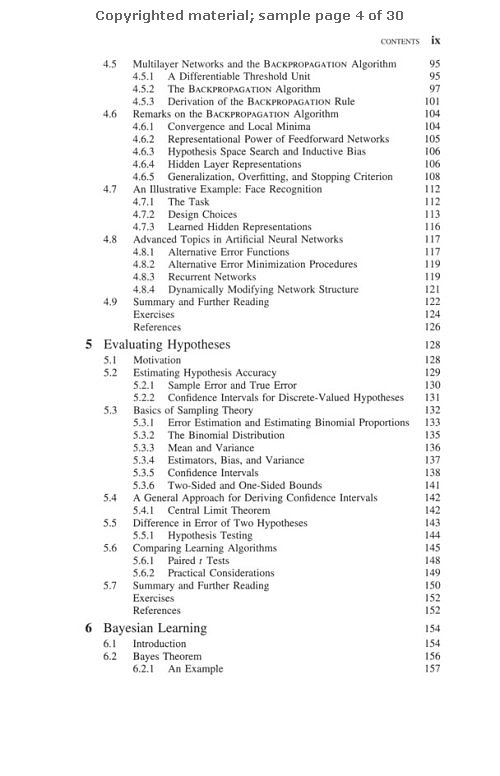 Copyrighted material; sample page 4 of 30
CONTENTS ix
4.5 Multilayer Networks and the BACKPROPAGATION Algorithm 95
4.5.1 A Differentiable Threshold Unit 95
4.5.2 The BACKPROPAGATION Algorithm 97
4.5.3 Derivation of the BACKPROPAGATION Rule 101
4.6 Remarks on the BACKPROPAGATION Algorithm 104
4.6.1 Convergence and Local Minima 104
4.6.2 Representational Power of Feedforward Networks 105
4.6.3 Hypothesis Space Search and Inductive Bias 106
4.6.4 Hidden Layer Representations 106
4.6.5 Generalization, Overfitting, and Stopping Criterion 108
4.7 An Illustrative Example: Face Recognition 112
4.7.1 The Task 112
4.7.2 Design Choices 113
4.7.3 Learned Hidden Representations 116
4.8 Advanced Topics in Artificial Neural Networks 117
4.8.1 Alternative Error Functions 117
4.8.2 Alternative Error Minimization Procedures 119
4.8.3 Recurrent Networks 119
4.8.4 Dynamically Modifying Network Structure 121
4.9 Summary and Further Reading 122
Exercises 124
References 126
5 Evaluating Hypotheses 128
5.1 Motivation 128
5.2 Estimating Hypothesis Accuracy 129
5.2.1 Sample Error and True Error 130
5.2.2 Confidence Intervals for Discrete-Valued Hypotheses 131
5.3 Basics of Sampling Theory 132
5.3.1 Error Estimation and Estimating Binomial Proportions 133
5.3.2 The Binomial Distribution 135
5.3.3 Mean and Variance 136
5.3.4 Estimators, Bias, and Variance 137
5.3.5 Confidence Intervals 138
5.3.6 Two-Sided and One-Sided Bounds 141
5.4 A General Approach for Deriving Confidence Intervals 142
5.4.1 Central Limit Theorem 142
5.5 Difference in Error of Two Hypotheses 143
5.5.1 Hypothesis Testing 144
5.6 Comparing Learning Algorithms 145
5.6.1 Paired t Tests 148
5.6.2 Practical Considerations 149
5.7 Summary and Further Reading 150
Exercises 152
References 152
6 Bayesian Learning 154
6.1 Introduction 154
6.2 Bayes Theorem 156
6.2.1 An Example 157